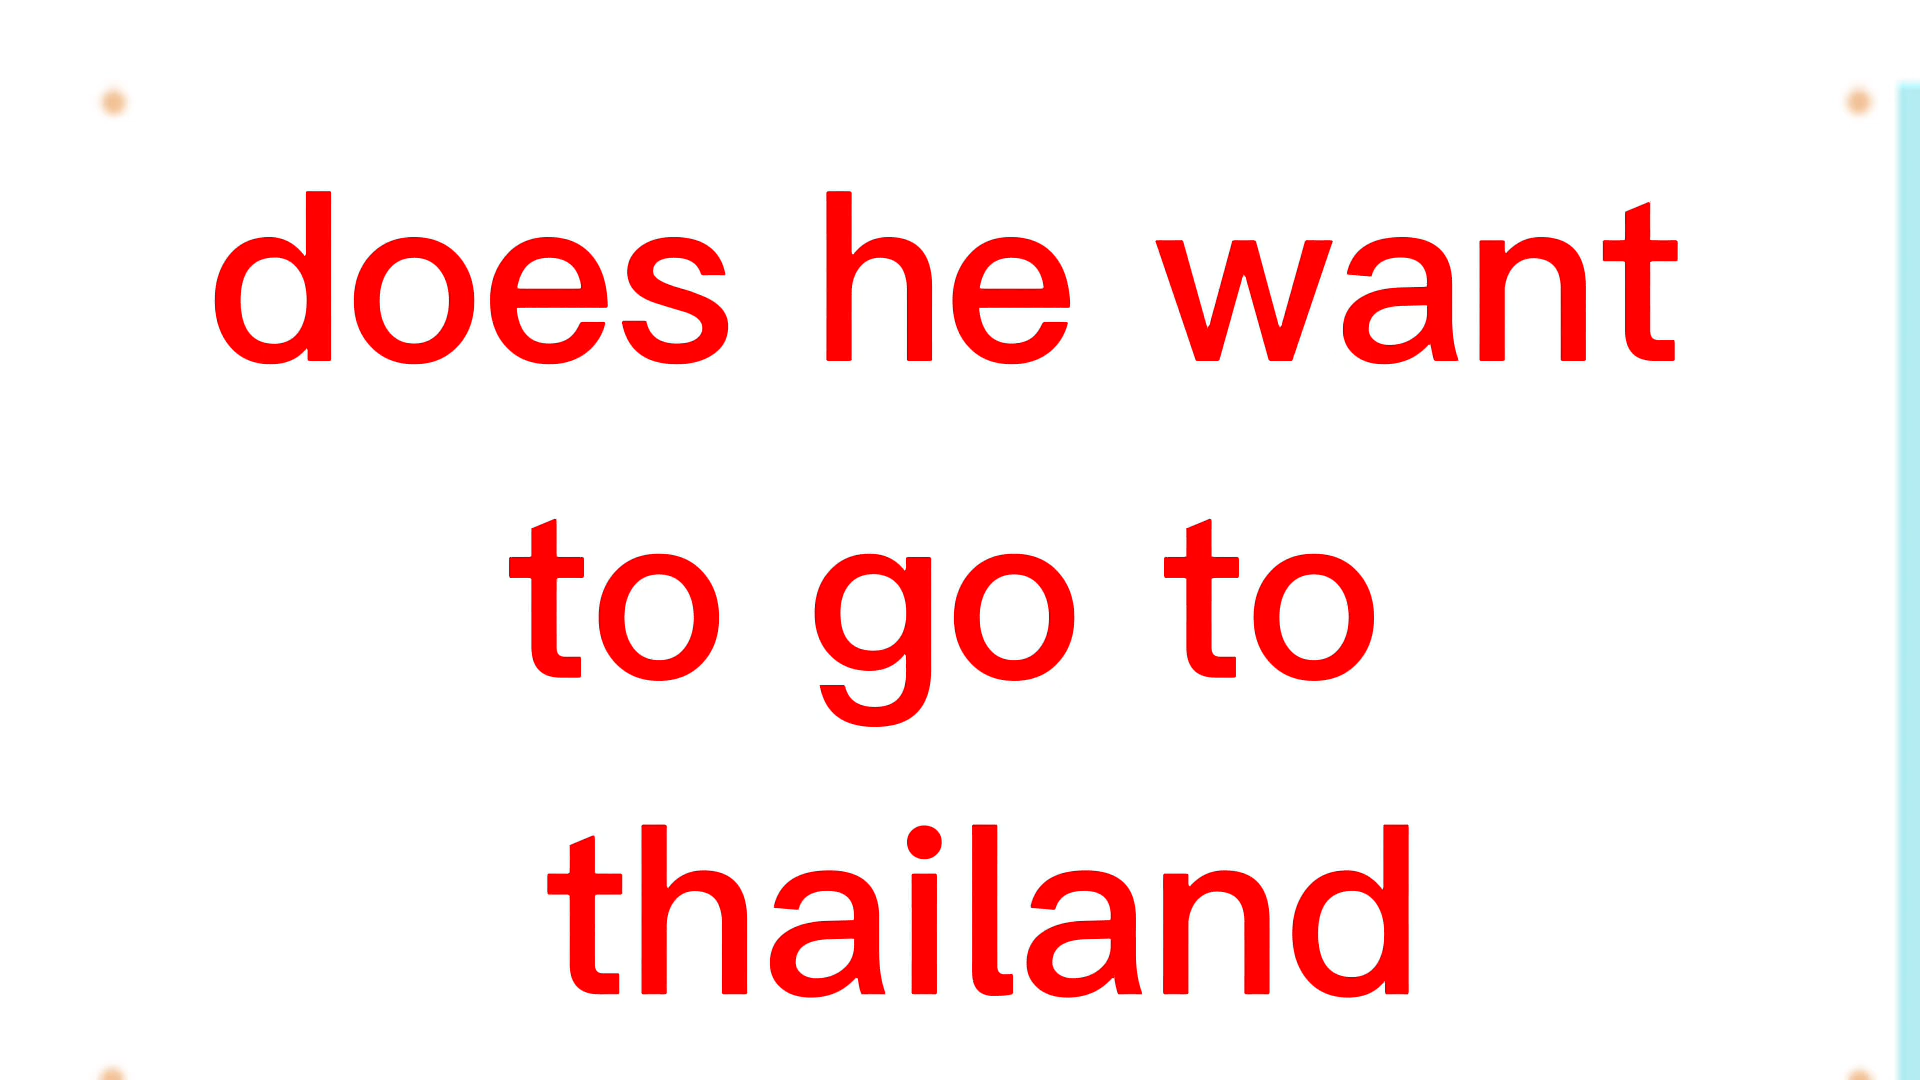 does he want
to go to
thailand